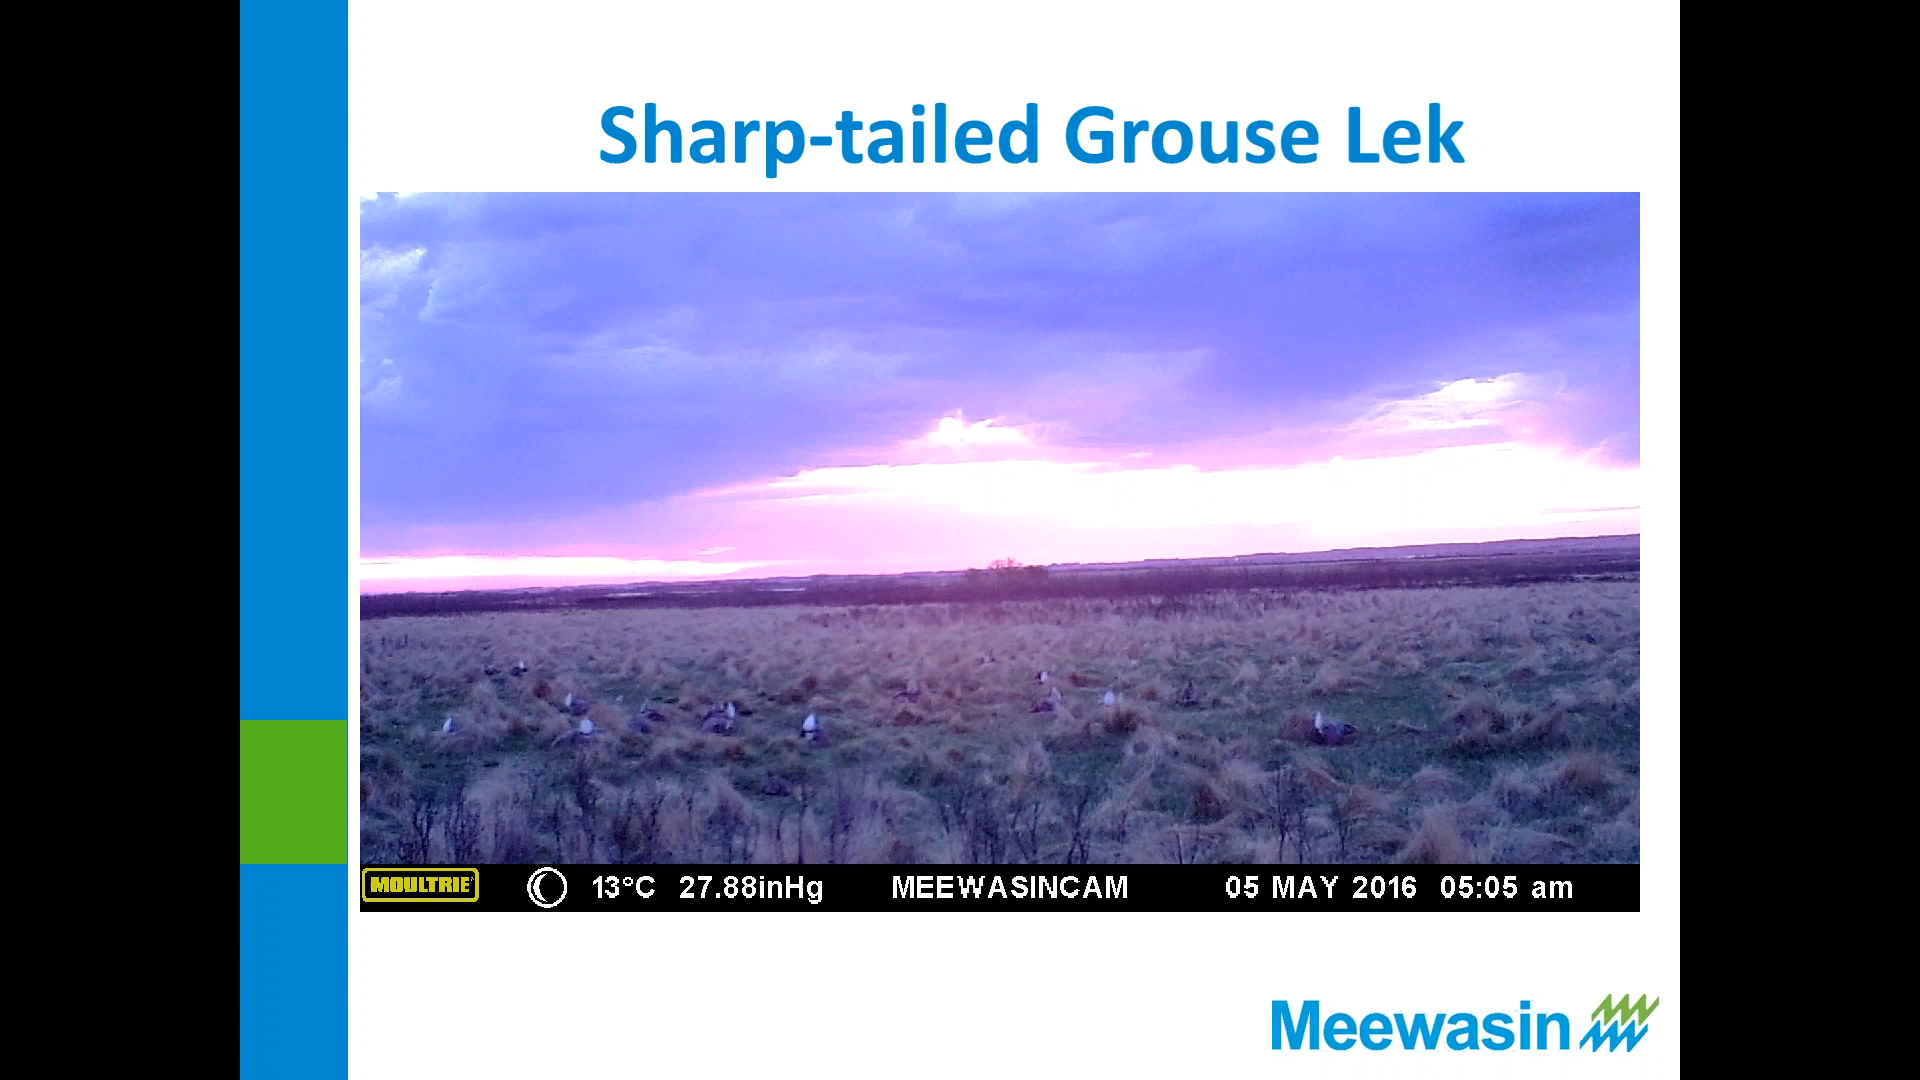 Sharp-tailed Grouse Lek
MOULTRIE 13°C 27.88inHg MEEWASINCAM 05 MAY 2016 05:05 am
Meewasin